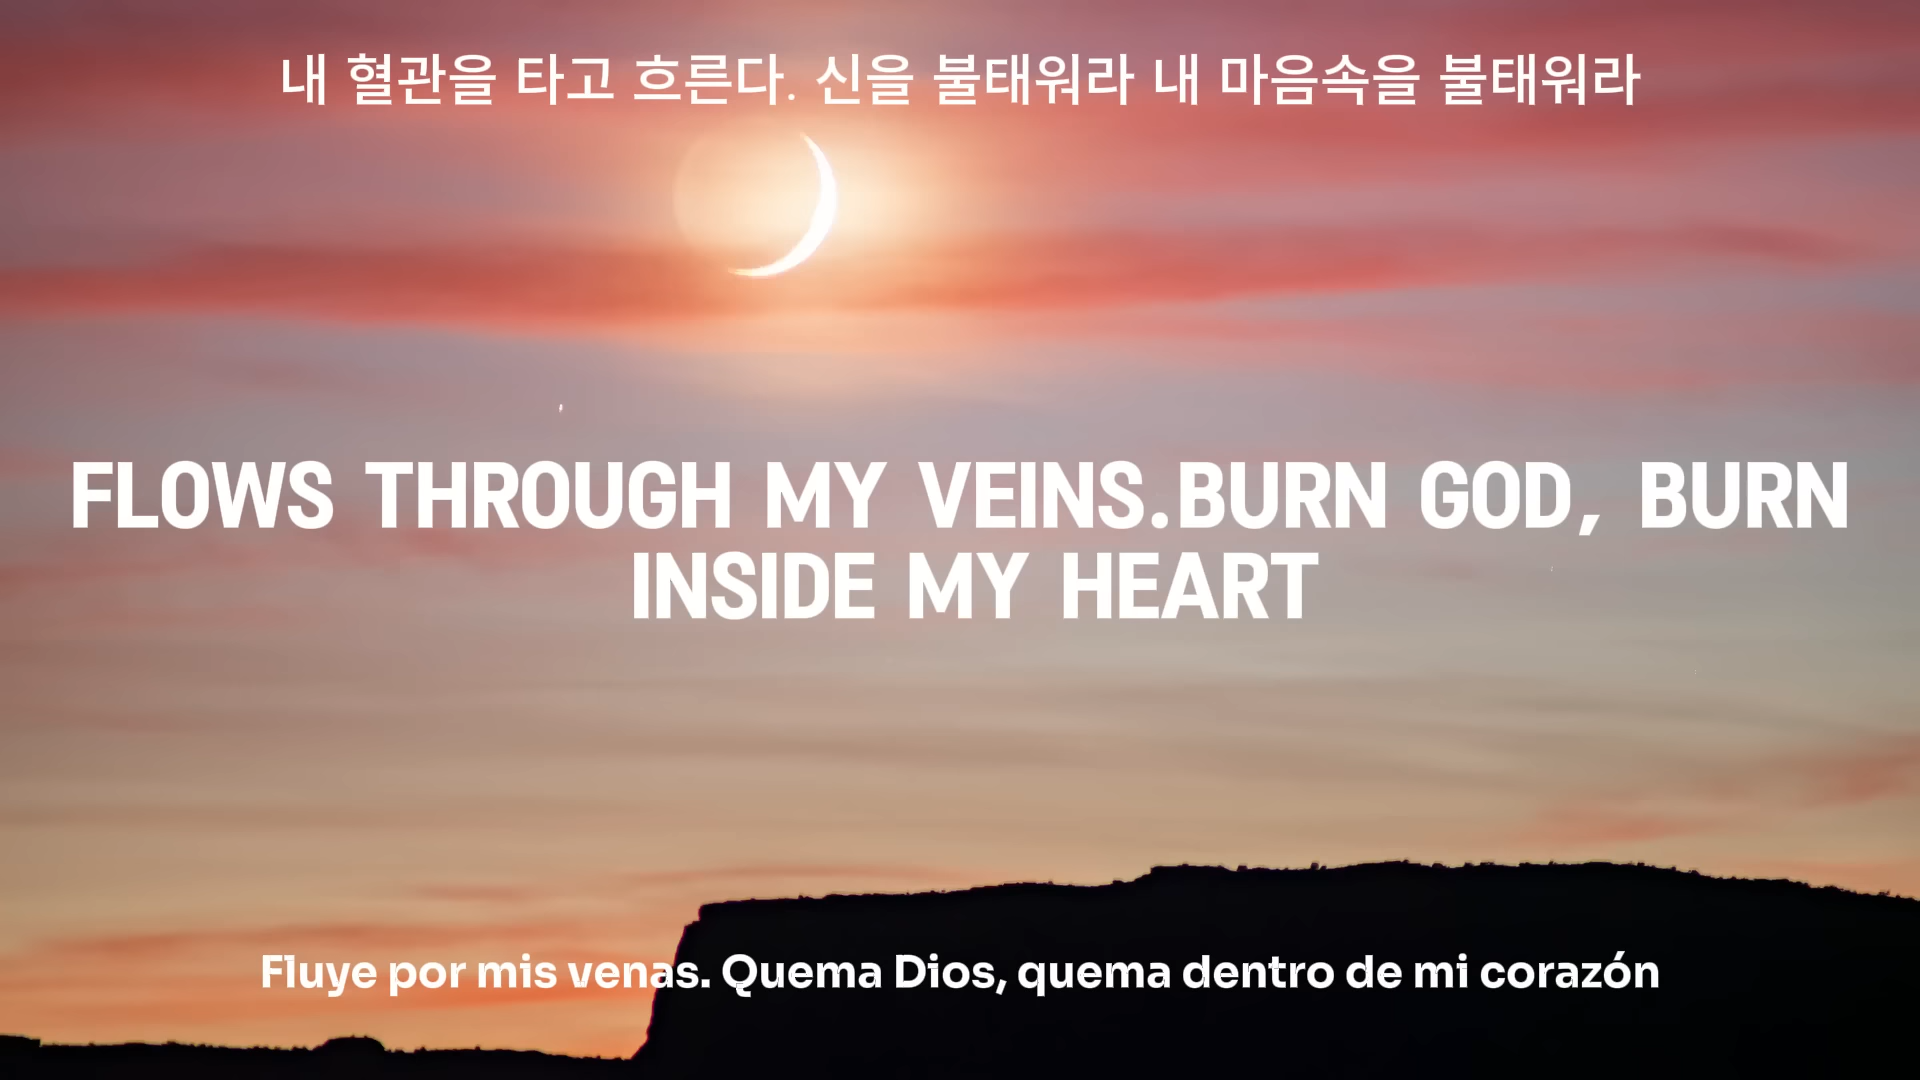 내 혈관을 타고 흐른다. 신을 불태워라 내 마음속을 불태워라
FLOWS THROUGH MY VEINS.BURN GOD, BURN
INSIDE MY HEART
Fluye por mis venas. Quema Dios, quema dentro de mi corazón